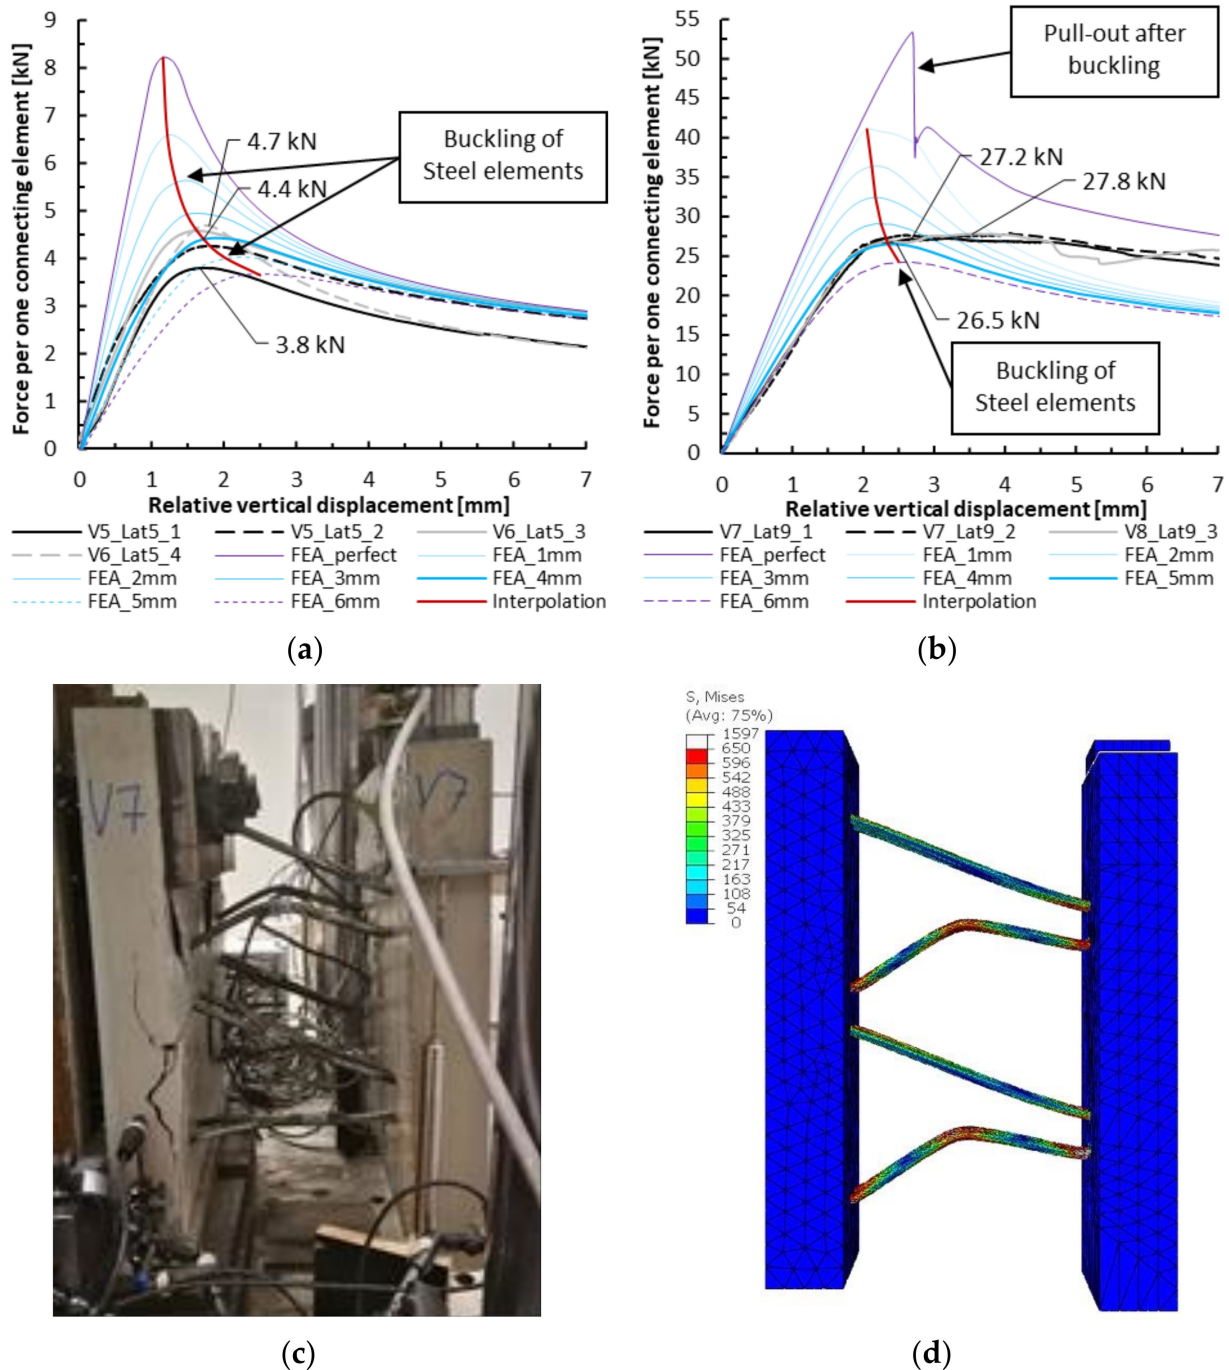 Force per one connecting element [kN]
9
8
7
6
5
4
3
2
1
0
0 1 2 3 4 5 6 7
4.7 kN
4.4 kN
3.8 kN
Buckling of
Steel elements
Relative vertical displacement [mm]
V5_Lat5_1 V5_Lat5_2 V6_Lat5_3
V6_Lat5_4 FEA_perfect FEA_1mm
FEA_2mm FEA_3mm FEA_4mm
FEA_5mm FEA_6mm Interpolation
(a)
Force per one connecting element [kN]
55
50
45
40
35
30
25
20
15
10
5
0
0 1 2 3 4 5 6 7
Pull-out after
buckling
27.2 kN
27.8 kN
26.5 kN
Buckling of
Steel elements
Relative vertical displacement [mm]
V7_Lat9_1 V7_Lat9_2 V8_Lat9_3
FEA_perfect FEA_1mm FEA_2mm
FEA_3mm FEA_4mm FEA_5mm
FEA_6mm Interpolation
(b)
V7
V7
(c)
S, Mises
(Avg: 75%)
1597
650
596
542
488
433
379
325
271
217
163
108
54
0
(d)